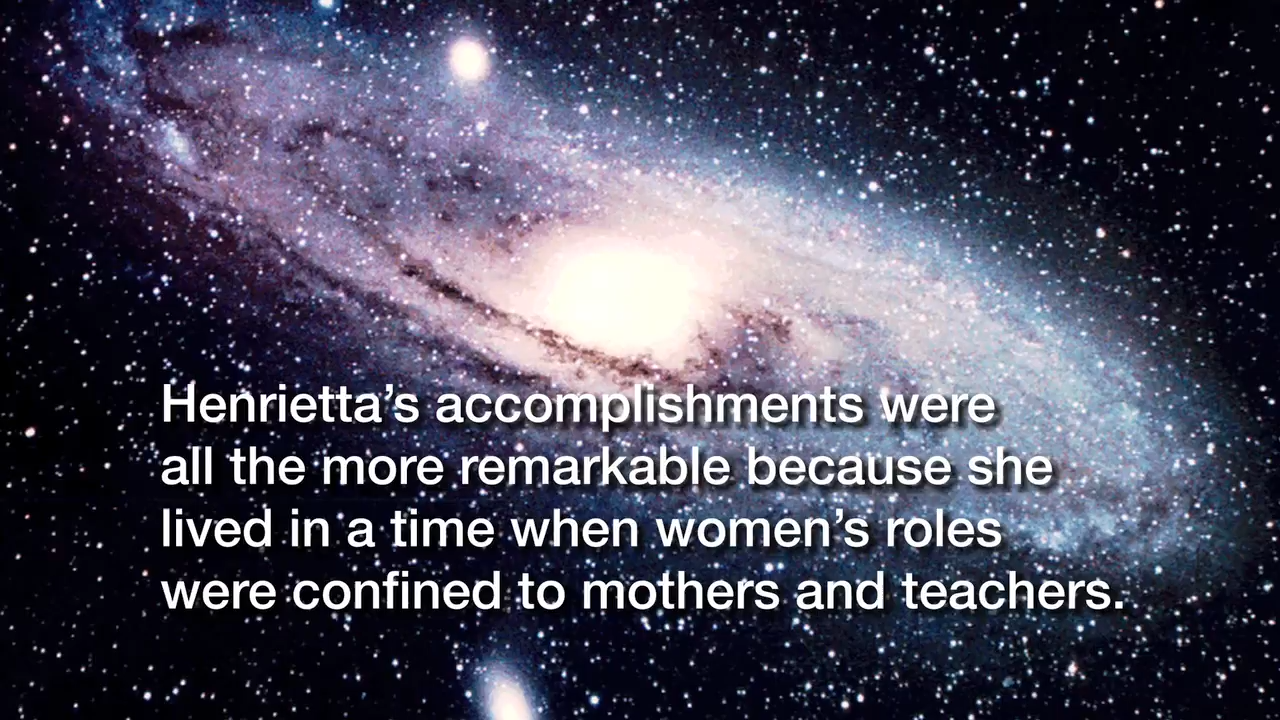 Henrietta’s accomplishments were
all the more remarkable because she
lived in a time when women’s roles
were confined to mothers and teachers.